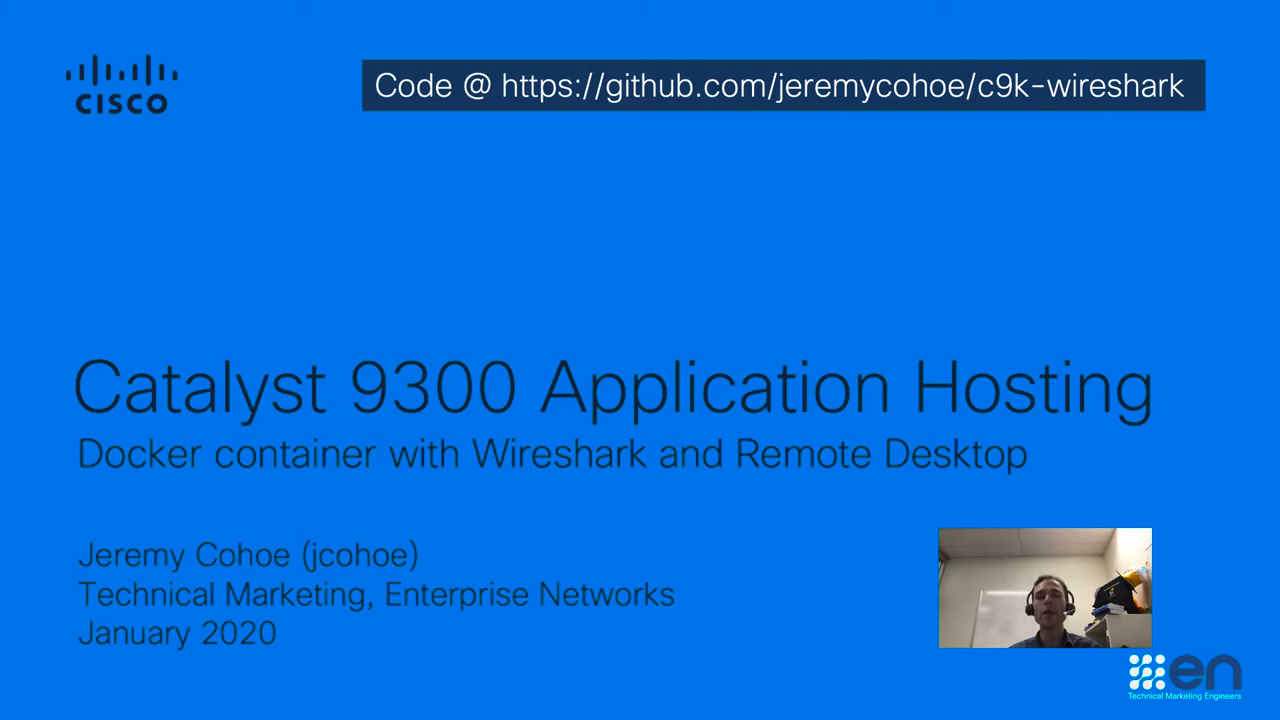 CISCO
Code @ https://github.com/jeremycohoe/c9k-wireshark
Catalyst 9300 Application Hosting
Docker container with Wireshark and Remote Desktop
Jeremy Cohoe (jcohoe)
Technical Marketing, Enterprise Networks
January 2020
en
Technical Marketing Engineers